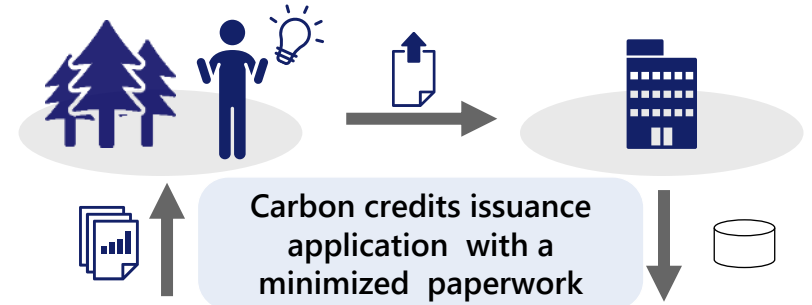 Carbon credits issuance
application with a
minimized paperwork